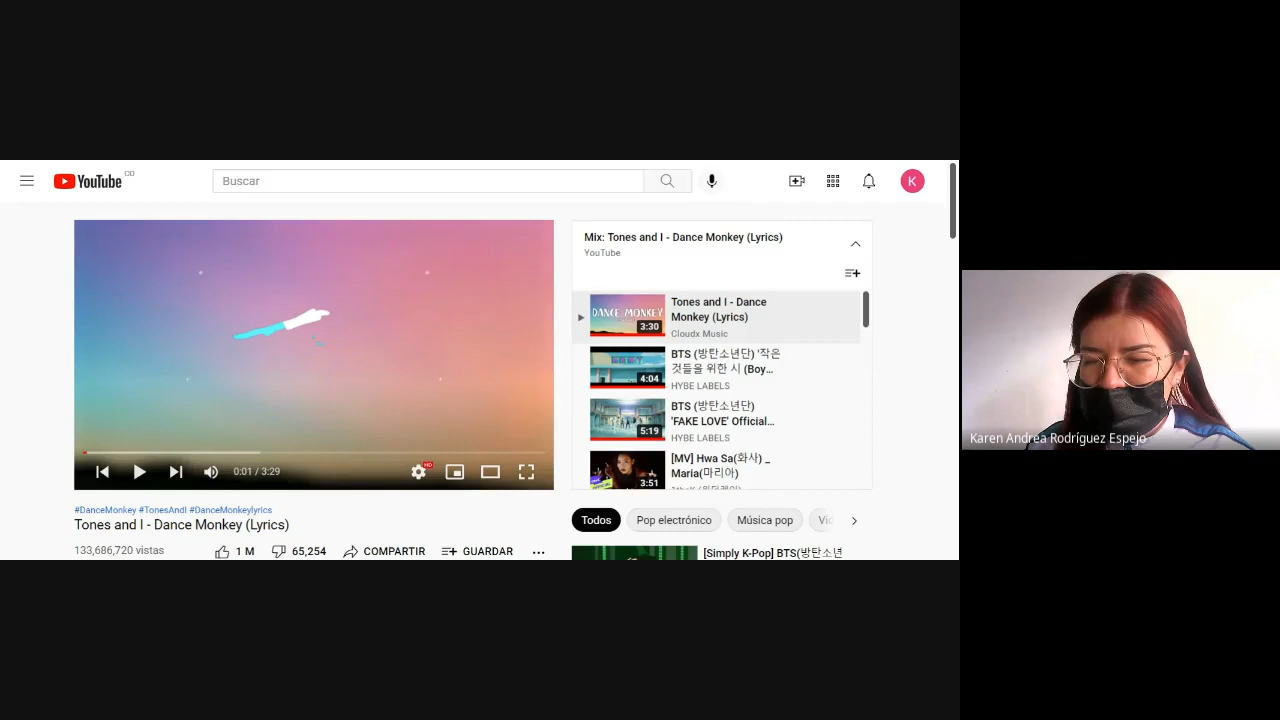 YouTube CO
Buscar
K
DANCE MONKEY
HD
0:01 / 3:29
#DanceMonkey #TonesAndI #DanceMonkeylyrics
Tones and I - Dance Monkey (Lyrics)
133,686,720 vistas
1 M
65,254
COMPARTIR
GUARDAR
Mix: Tones and I - Dance Monkey (Lyrics)
YouTube
3:30
Tones and I - Dance
Monkey (Lyrics)
Cloudx Music
4:04
BTS (방탄소년단) '작은
것들을 위한 시 (Boy...
HYBE LABELS
5:19
BTS (방탄소년단)
'FAKE LOVE' Official...
HYBE LABELS
3:51
[MV] Hwa Sa(화사) _
Maria(마리아)
Todos
Pop electrónico
Música pop
[Simply K-Pop] BTS(방탄소년
Karen Andrea Rodríguez Espejo